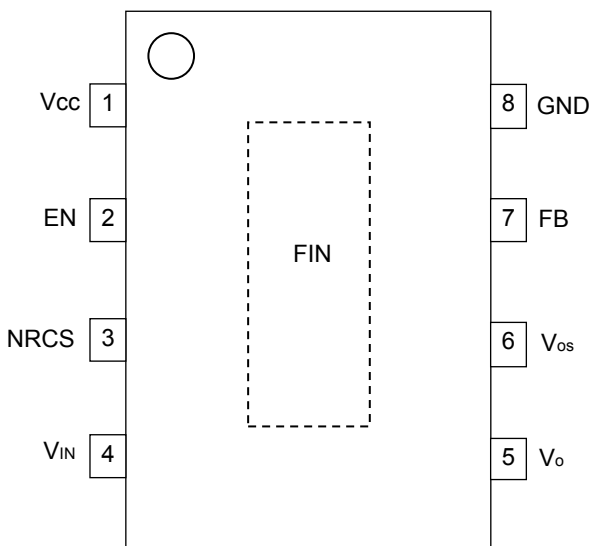 Vcc 1
8 GND
EN 2
7 FB
FIN
NRCS 3
6 Vos
VIN 4
5 Vo